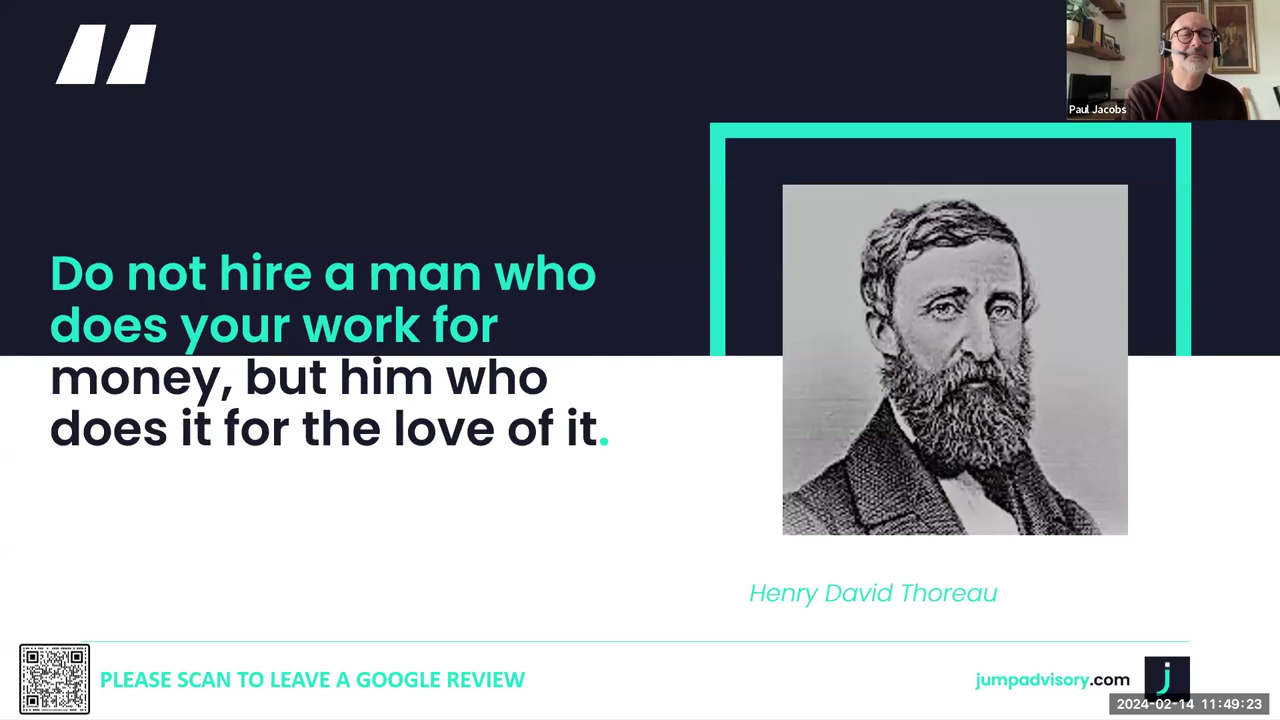 Paul Jacobs
Do not hire a man who
does your work for
money, but him who
does it for the love of it.
Henry David Thoreau
PLEASE SCAN TO LEAVE A GOOGLE REVIEW
jumpadvisory.com
j
2024-02-14 11:49:23